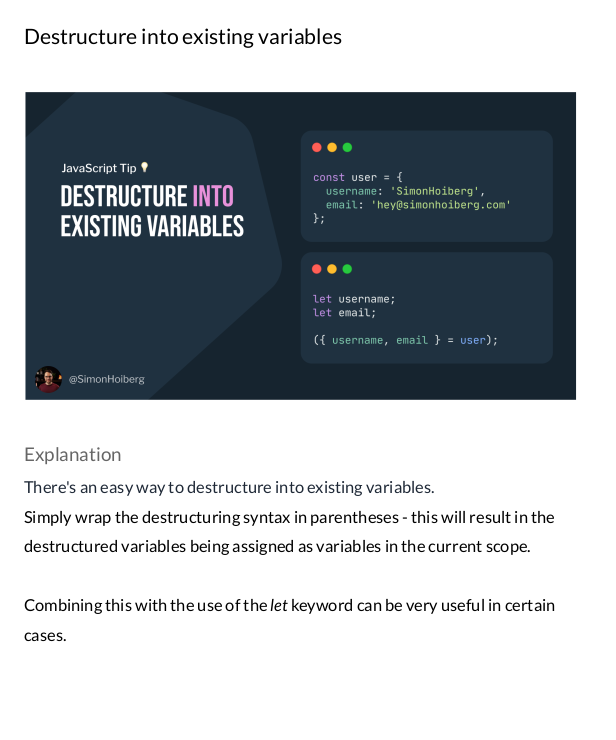 Destructure into existing variables
JavaScript Tip 💡
DESTRUCTURE INTO
EXISTING VARIABLES
@SimonHoiberg
const user = {
  username: 'SimonHoiberg',
  email: 'hey@simonhoiberg.com'
};
let username;
let email;
({ username, email } = user);
Explanation
There's an easy way to destructure into existing variables.
Simply wrap the destructuring syntax in parentheses - this will result in the
destructured variables being assigned as variables in the current scope.
Combining this with the use of the let keyword can be very useful in certain
cases.